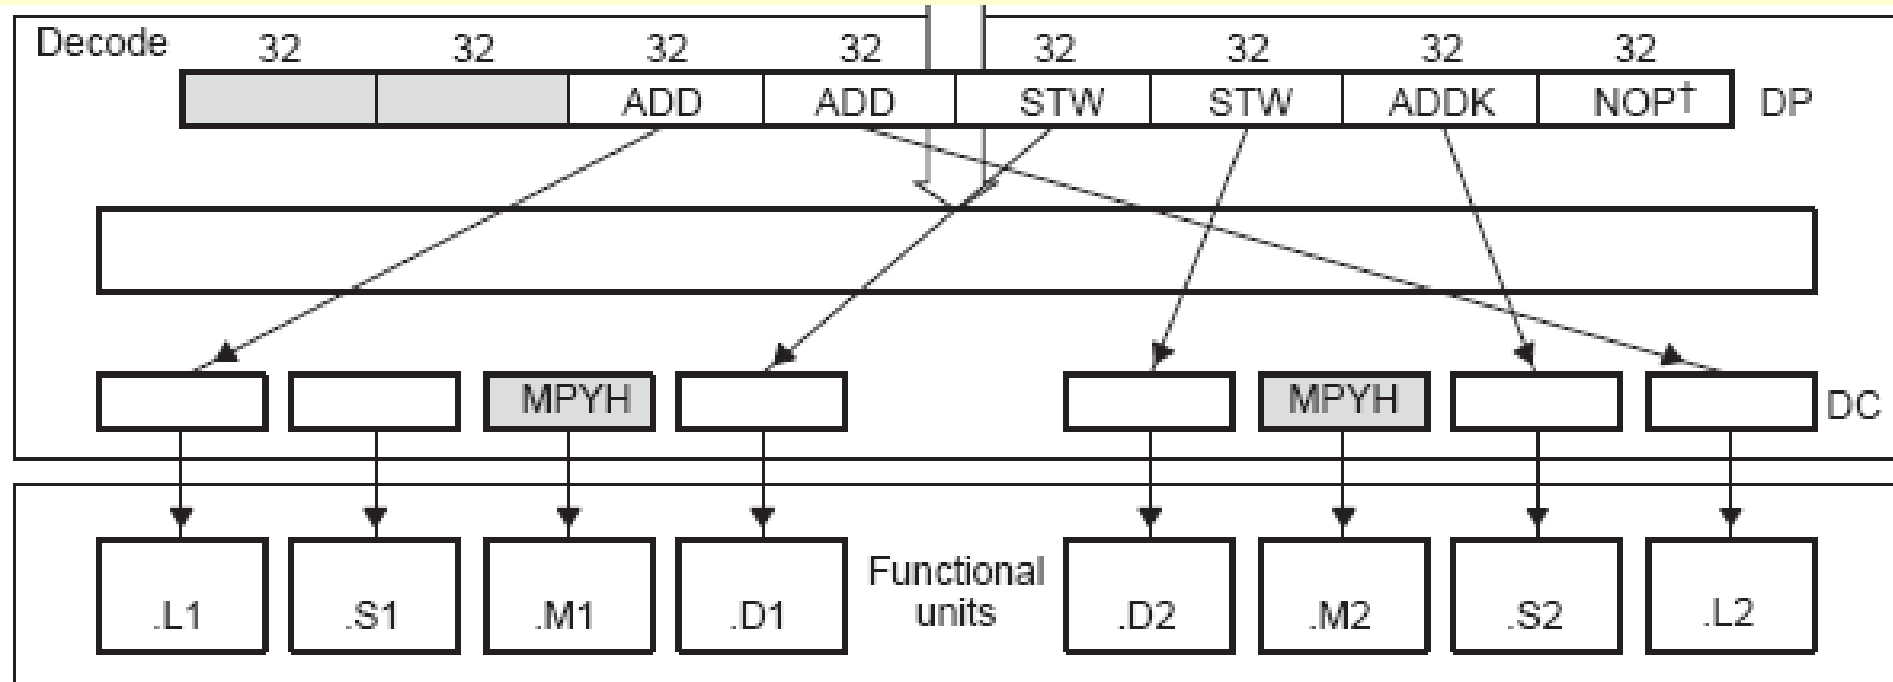 Decode
32 32 32 32 32 32 32 32
ADD ADD STW STW ADDK NOP† DP
MPYH MPYH DC
.L1 .S1 .M1 .D1 Functional units .D2 .M2 .S2 .L2